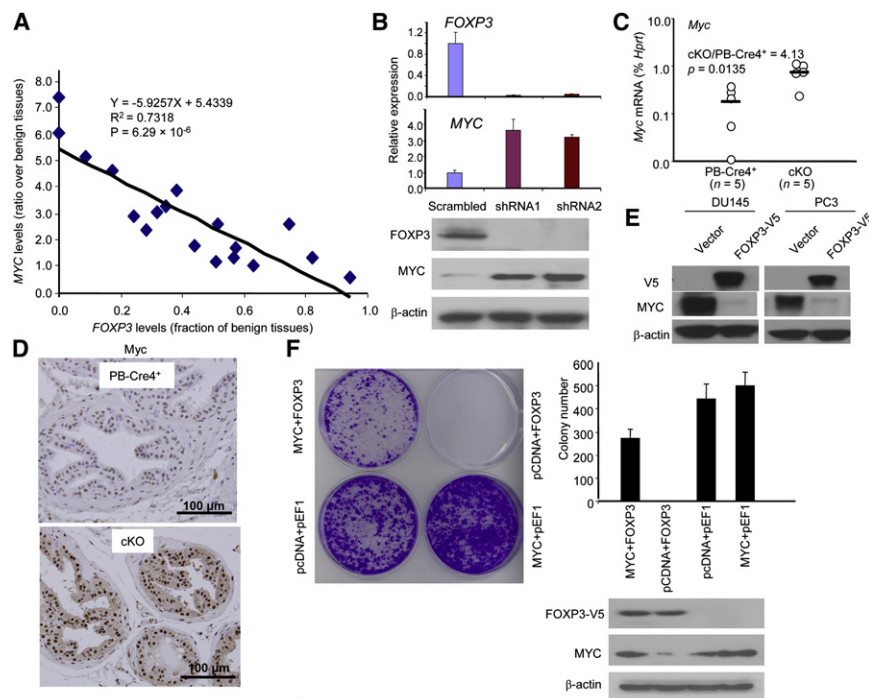 A
MYC levels (ratio over benign tissues)
8.0
7.0
6.0
5.0
4.0
3.0
2.0
1.0
0.0
Y = -5.9257X + 5.4339
R² = 0.7318
P = 6.29 × 10⁻⁶
0.0 0.2 0.4 0.6 0.8 1.0
FOXP3 levels (fraction of benign tissues)
B
Relative expression
FOXP3
1.2
0.8
0.4
0.0
MYC
4.0
3.0
2.0
1.0
0.0
Scrambled shRNA1 shRNA2
FOXP3
MYC
β-actin
C
Myc mRNA (% Hprt)
Myc
cKO/PB-Cre4⁺ = 4.13
p = 0.0135
10.0
1.0
0.1
0.0
PB-Cre4⁺ cKO
(n = 5) (n = 5)
E
DU145 PC3
Vector FOXP3-V5 Vector FOXP3-V5
V5
MYC
β-actin
D
Myc
PB-Cre4⁺
100 µm
cKO
100 µm
F
MYC+FOXP3
pCDNA+FOXP3
pcDNA+pEF1
MYC+pEF1
Colony number
600
500
400
300
200
100
0
MYC+FOXP3
pCDNA+FOXP3
pcDNA+pEF1
MYC+pEF1
FOXP3-V5
MYC
β-actin